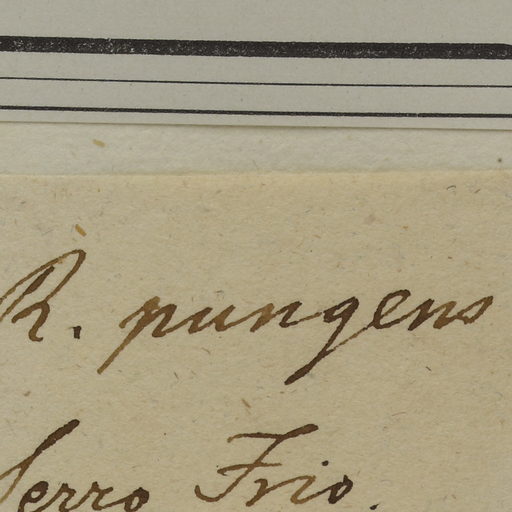 R. pungens
Serro Frio.